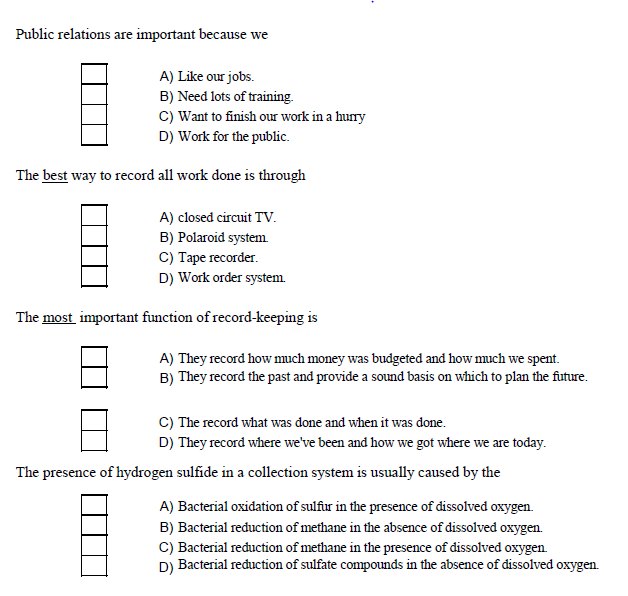 Public relations are important because we
A) Like our jobs.
B) Need lots of training.
C) Want to finish our work in a hurry
D) Work for the public.
The best way to record all work done is through
A) closed circuit TV.
B) Polaroid system.
C) Tape recorder.
D) Work order system.
The most important function of record-keeping is
A) They record how much money was budgeted and how much we spent.
B) They record the past and provide a sound basis on which to plan the future.
C) The record what was done and when it was done.
D) They record where we've been and how we got where we are today.
The presence of hydrogen sulfide in a collection system is usually caused by the
A) Bacterial oxidation of sulfur in the presence of dissolved oxygen.
B) Bacterial reduction of methane in the absence of dissolved oxygen.
C) Bacterial reduction of methane in the presence of dissolved oxygen.
D) Bacterial reduction of sulfate compounds in the absence of dissolved oxygen.